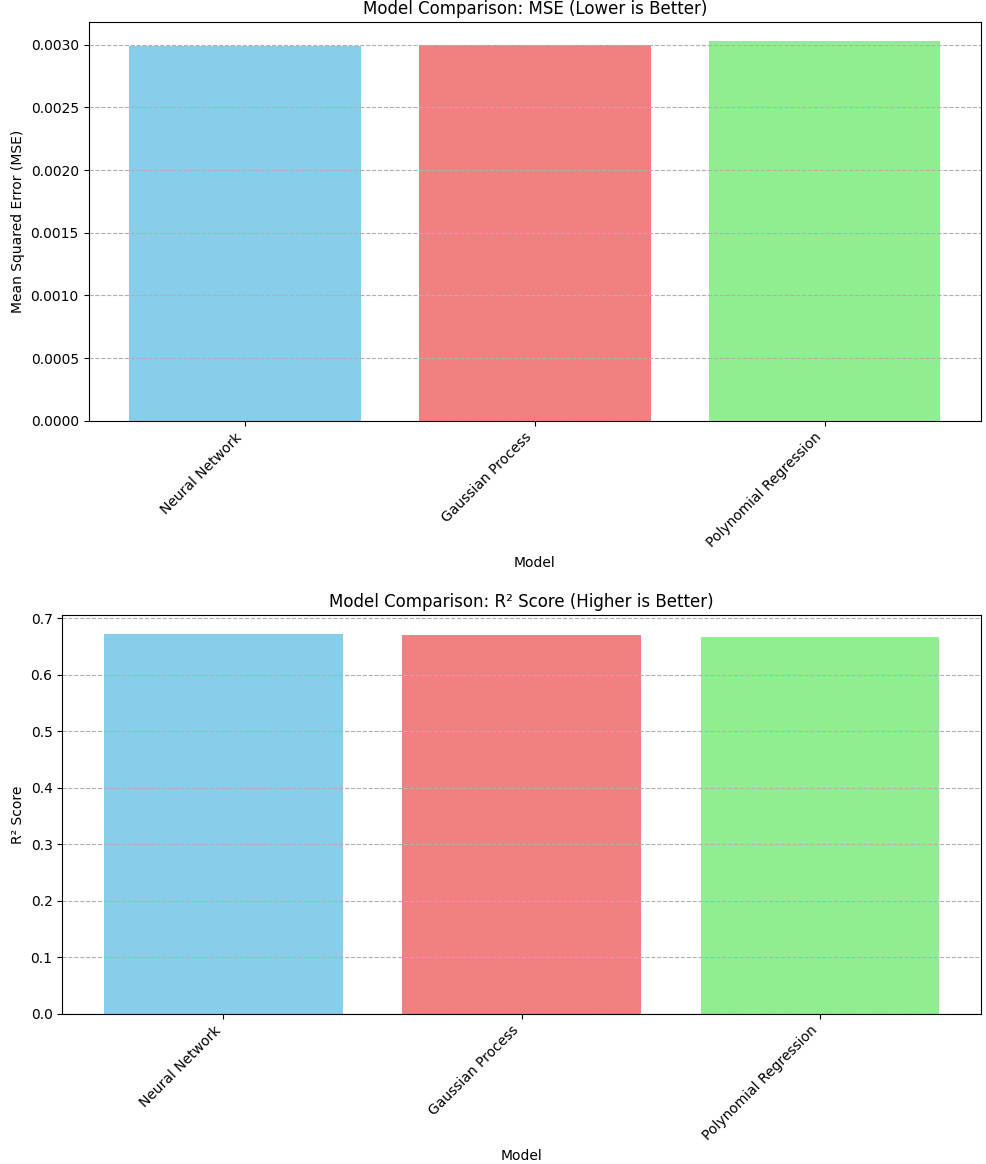 Model Comparison: MSE (Lower is Better)
Mean Squared Error (MSE)
0.0030
0.0025
0.0020
0.0015
0.0010
0.0005
0.0000
Neural Network
Gaussian Process
Polynomial Regression
Model
Model Comparison: R² Score (Higher is Better)
R² Score
0.7
0.6
0.5
0.4
0.3
0.2
0.1
0.0
Neural Network
Gaussian Process
Polynomial Regression
Model